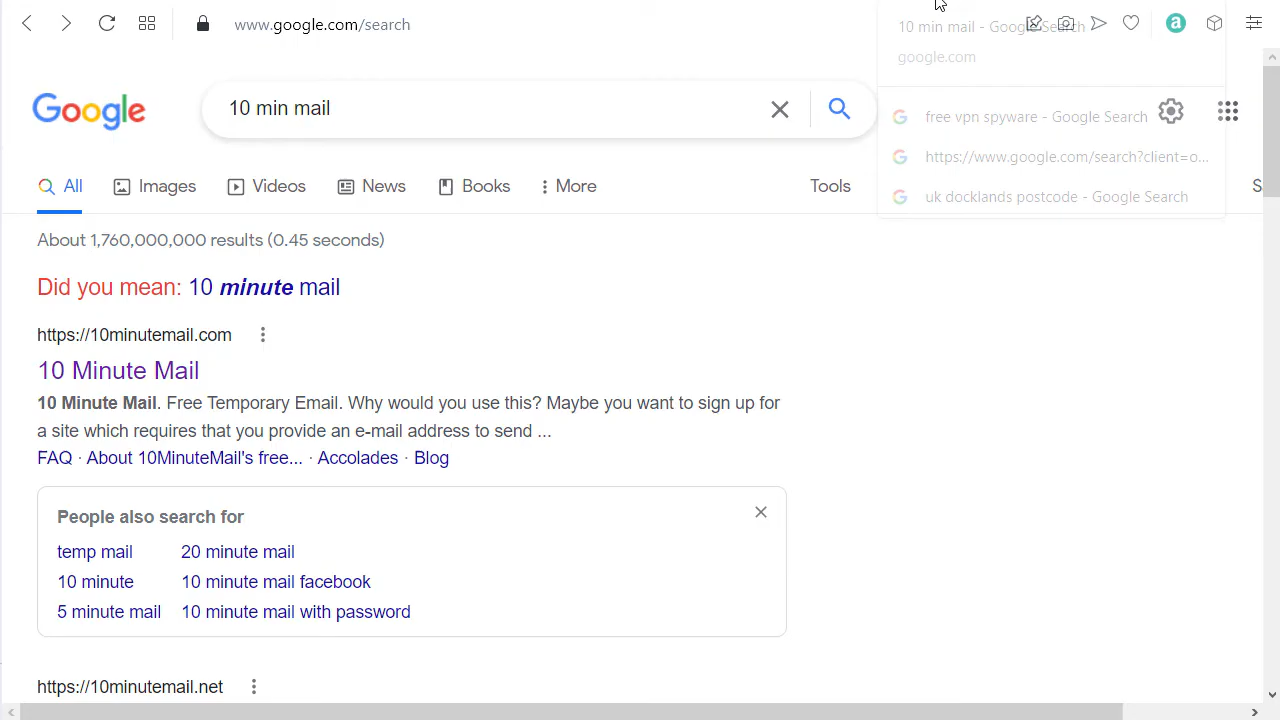 www.google.com/search
10 min mail - Google Search
google.com
free vpn spyware - Google Search
https://www.google.com/search?client=o...
uk docklands postcode - Google Search
a
Google
10 min mail
All
Images
Videos
News
Books
More
Tools
S
About 1,760,000,000 results (0.45 seconds)
Did you mean: 10 minute mail
https://10minutemail.com
10 Minute Mail
10 Minute Mail. Free Temporary Email. Why would you use this? Maybe you want to sign up for
a site which requires that you provide an e-mail address to send ...
FAQ · About 10MinuteMail's free... · Accolades · Blog
People also search for
temp mail
20 minute mail
10 minute
10 minute mail facebook
5 minute mail
10 minute mail with password
https://10minutemail.net